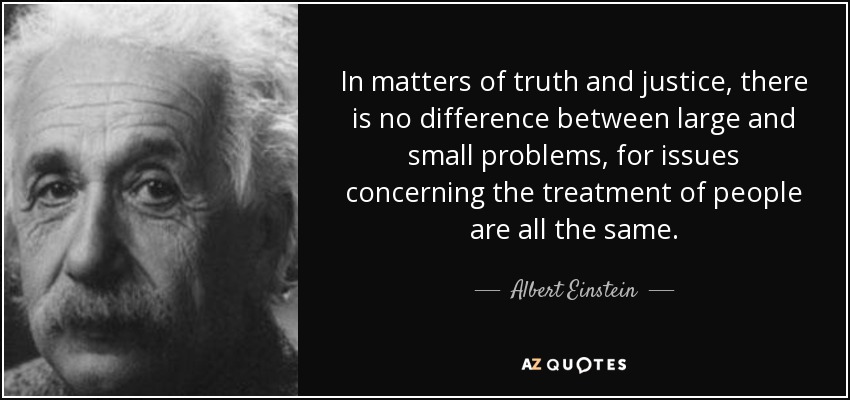 In matters of truth and justice, there
is no difference between large and
small problems, for issues
concerning the treatment of people
are all the same.
— Albert Einstein —
AZ QUOTES